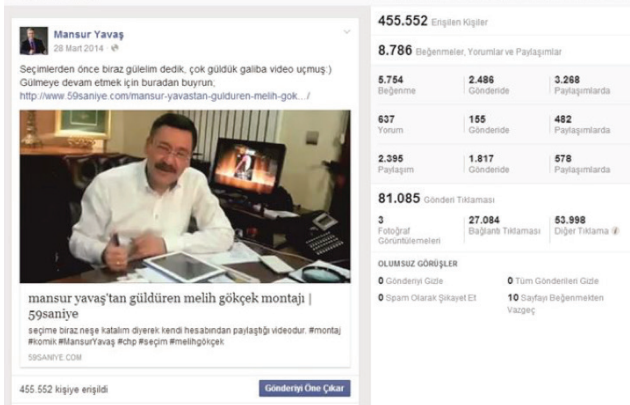 Mansur Yavaş
28 Mart 2014 ·
Seçimlerden önce biraz gülelim dedik, çok güldük galiba video uçmuş:)
Gülmeye devam etmek için buradan buyrun,
http://www.59saniye.com/mansur-yavastan-gulduren-melih-gok.../
mansur yavaş'tan güldüren melih gökçek montajı |
59saniye
seçime biraz neşe katalım diyerek kendi hesabından paylaştığı videodur. #montaj
#komik #MansurYavaş #chp #seçim #melihgökçek
59SANIYE.COM
455.552 kişiye erişildi
Gönderiyi Öne Çıkar
455.552 Erişilen Kişiler
8.786 Beğenmeler, Yorumlar ve Paylaşımlar
5.754 2.486 3.268
Beğenme Gönderide Paylaşımlarda
637 155 482
Yorum Gönderide Paylaşımlarda
2.395 1.817 578
Paylaşım Gönderide Paylaşımlarda
81.085 Gönderi Tıklaması
3 27.084 53.998
Fotoğraf Bağlantı Tıklaması Diğer Tıklama
Görüntülemeleri
OLUMSUZ GÖRÜŞLER
0 Gönderiyi Gizle 0 Tüm Gönderileri Gizle
0 Spam Olarak Şikayet Et 10 Sayfayı Beğenmekten
Vazgeç